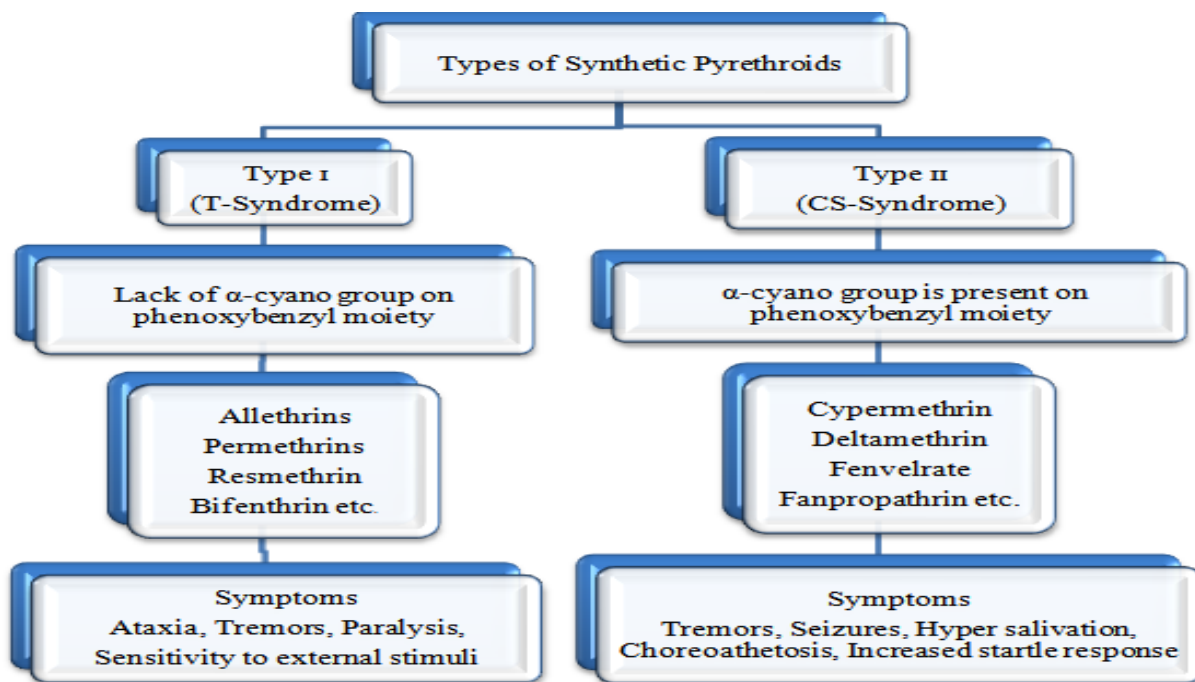 Types of Synthetic Pyrethroids
Type I
(T-Syndrome)
Type II
(CS-Syndrome)
Lack of α-cyano group on
phenoxybenzyl moiety
α-cyano group is present on
phenoxybenzyl moiety
Allethrins
Permethrins
Resmethrin
Bifenthrin etc.
Cypermethrin
Deltamethrin
Fenvelrate
Fanpropathrin etc.
Symptoms
Ataxia, Tremors, Paralysis,
Sensitivity to external stimuli
Symptoms
Tremors, Seizures, Hyper salivation,
Choreoathetosis, Increased startle response